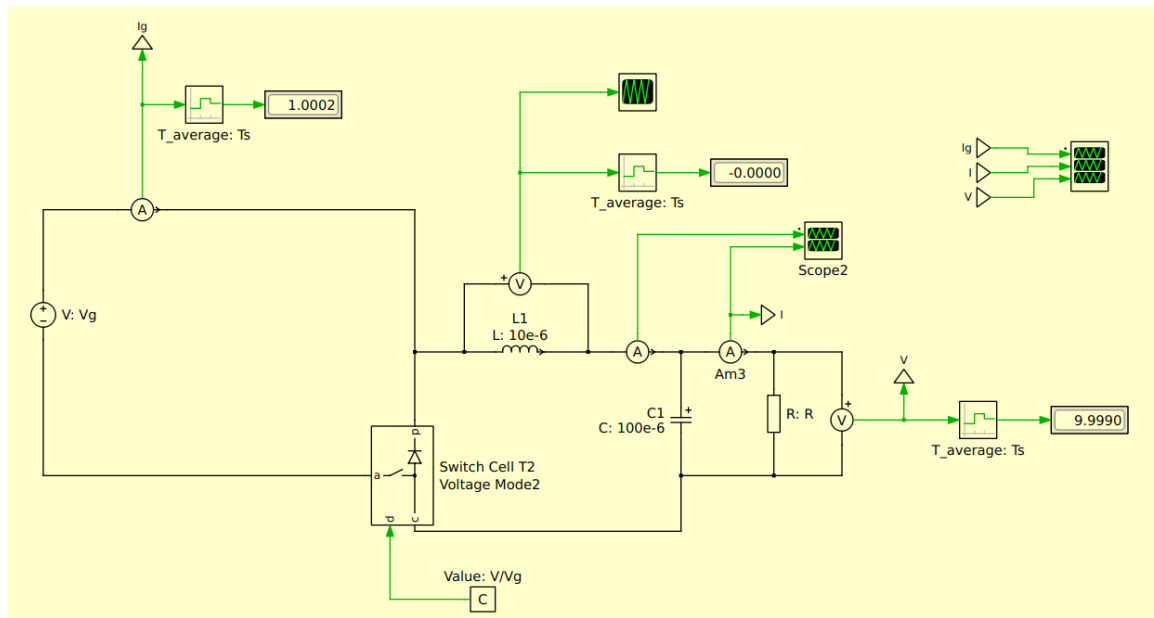 Ig
1.0002
T_average: Ts
A
V: Vg
-0.0000
T_average: Ts
Ig
I
V
Scope2
V
L1
L: 10e-6
I
A
A
Am3
C1
C: 100e-6
R: R
V
V
9.9990
T_average: Ts
p
a
d
c
Switch Cell T2
Voltage Mode2
Value: V/Vg
C